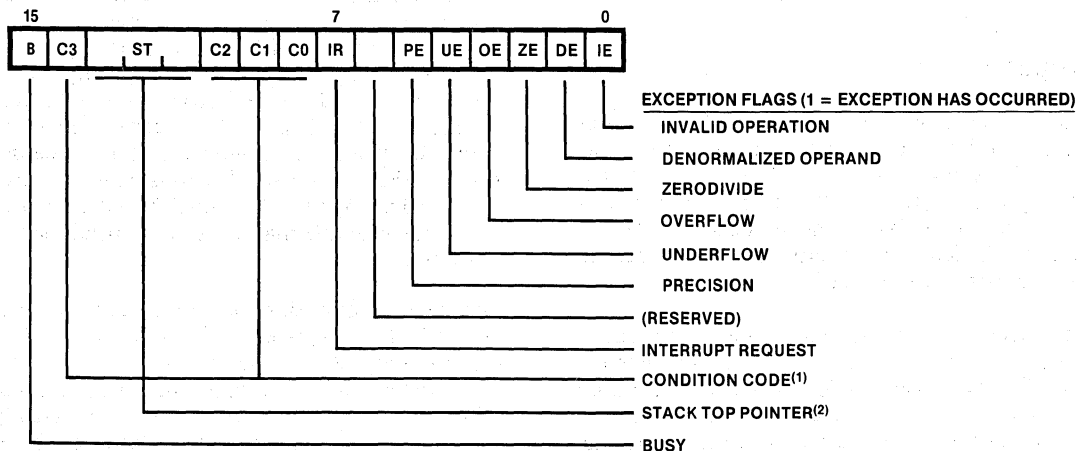 15 7 0
B C3 ST C2 C1 C0 IR PE UE OE ZE DE IE
EXCEPTION FLAGS (1 = EXCEPTION HAS OCCURRED)
INVALID OPERATION
DENORMALIZED OPERAND
ZERODIVIDE
OVERFLOW
UNDERFLOW
PRECISION
(RESERVED)
INTERRUPT REQUEST
CONDITION CODE(1)
STACK TOP POINTER(2)
BUSY